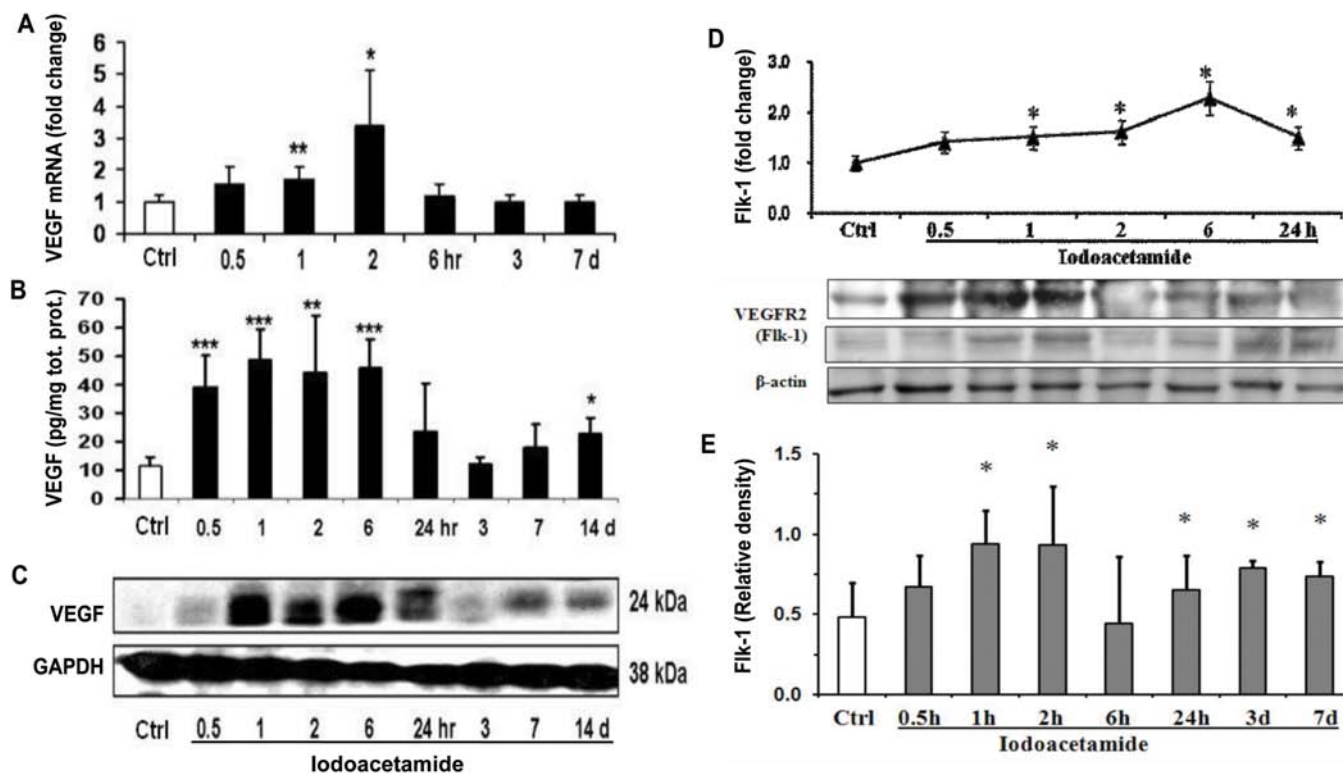 A
VEGF mRNA (fold change)
6
5
4
3
2
1
0
*
**
Ctrl 0.5 1 2 6 hr 3 7 d
B
VEGF (pg/mg tot. prot.)
70
60
50
40
30
20
10
0
*** *** ** *** *
Ctrl 0.5 1 2 6 24 hr 3 7 14 d
C
VEGF 24 kDa
GAPDH 38 kDa
Ctrl 0.5 1 2 6 24 hr 3 7 14 d
Iodoacetamide
D
Flk-1 (fold change)
3.0
2.0
1.0
0.0
* * * *
Ctrl 0.5 1 2 6 24 h
Iodoacetamide
VEGFR2
(Flk-1)
β-actin
E
Flk-1 (Relative density)
1.5
1.0
0.5
0.0
* * * * *
Ctrl 0.5h 1h 2h 6h 24h 3d 7d
Iodoacetamide